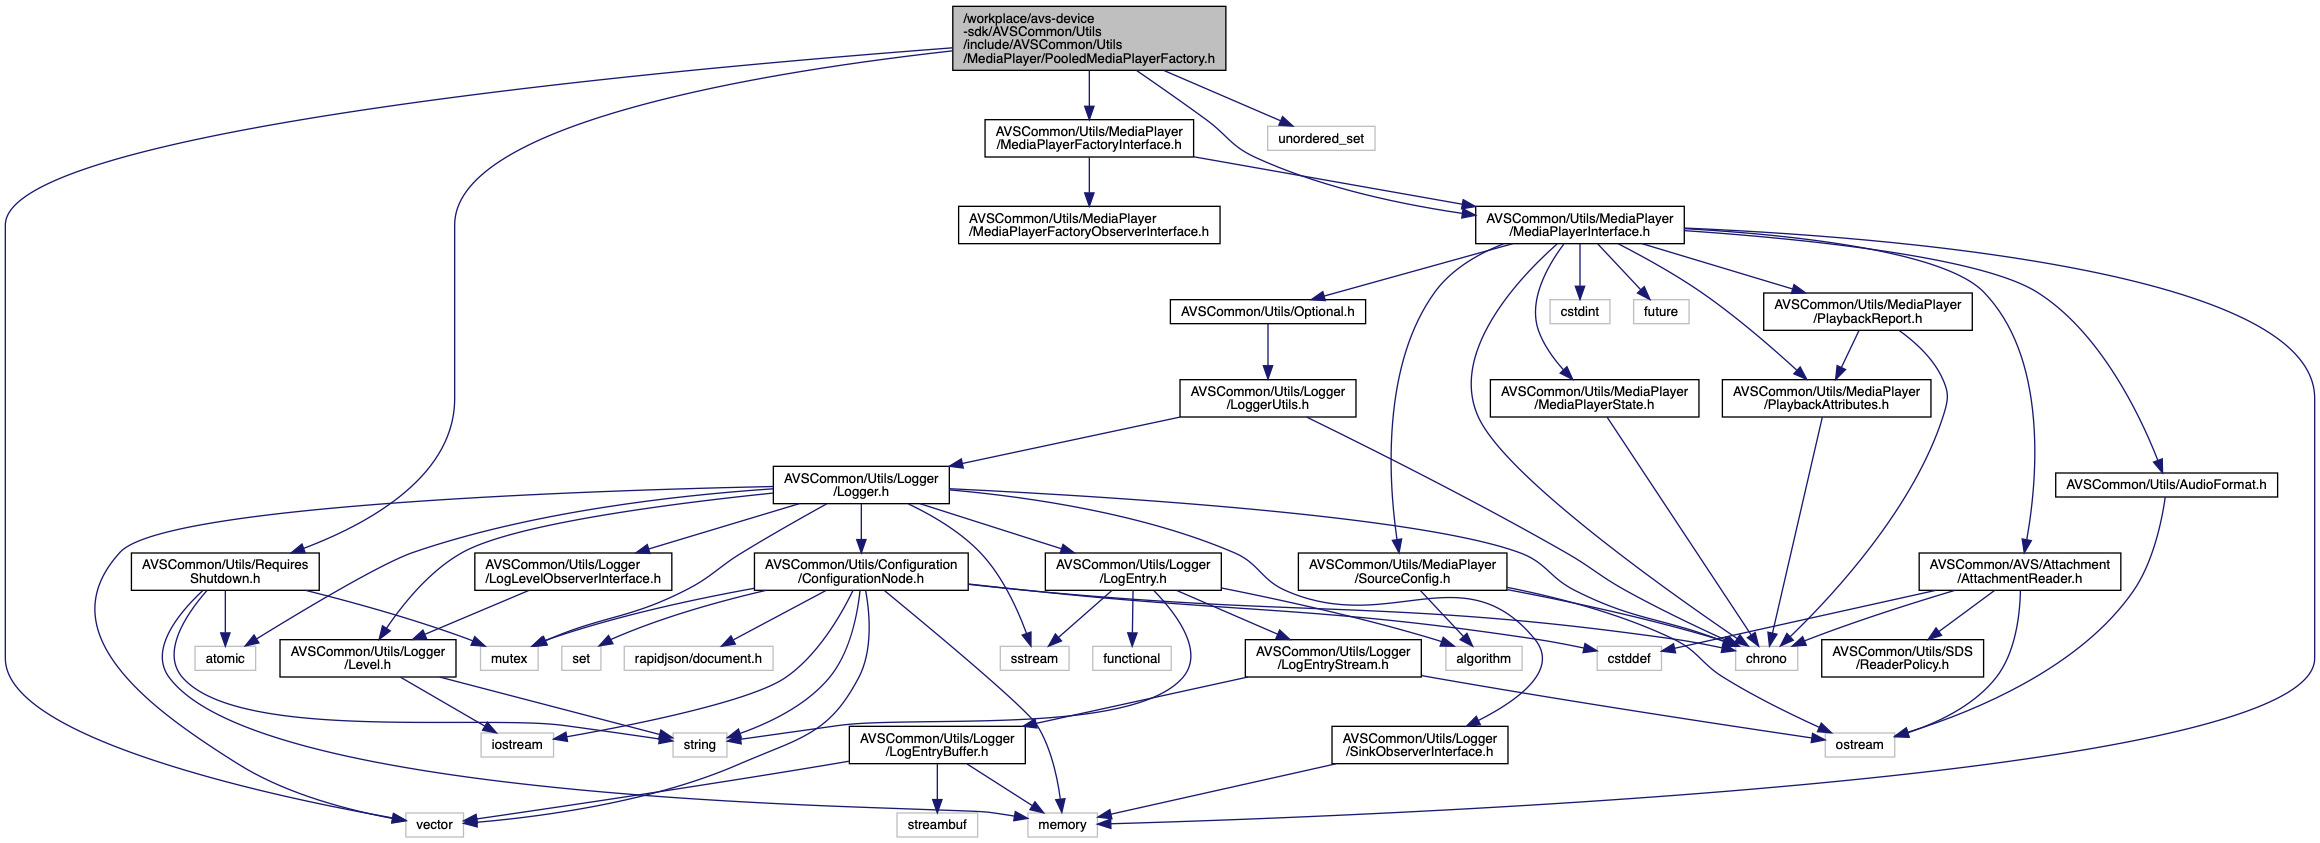 /workplace/avs-device
-sdk/AVSCommon/Utils
/include/AVSCommon/Utils
/MediaPlayer/PooledMediaPlayerFactory.h
AVSCommon/Utils/MediaPlayer
/MediaPlayerFactoryInterface.h
unordered_set
AVSCommon/Utils/MediaPlayer
/MediaPlayerFactoryObserverInterface.h
AVSCommon/Utils/MediaPlayer
/MediaPlayerInterface.h
AVSCommon/Utils/Optional.h
cstdint
future
AVSCommon/Utils/MediaPlayer
/PlaybackReport.h
AVSCommon/Utils/Logger
/LoggerUtils.h
AVSCommon/Utils/MediaPlayer
/MediaPlayerState.h
AVSCommon/Utils/MediaPlayer
/PlaybackAttributes.h
AVSCommon/Utils/Logger
/Logger.h
AVSCommon/Utils/AudioFormat.h
AVSCommon/Utils/Requires
Shutdown.h
AVSCommon/Utils/Logger
/LogLevelObserverInterface.h
AVSCommon/Utils/Configuration
/ConfigurationNode.h
AVSCommon/Utils/Logger
/LogEntry.h
AVSCommon/Utils/MediaPlayer
/SourceConfig.h
AVSCommon/AVS/Attachment
/AttachmentReader.h
atomic
AVSCommon/Utils/Logger
/Level.h
mutex
set
rapidjson/document.h
sstream
functional
AVSCommon/Utils/Logger
/LogEntryStream.h
algorithm
cstddef
chrono
AVSCommon/Utils/SDS
/ReaderPolicy.h
iostream
string
AVSCommon/Utils/Logger
/LogEntryBuffer.h
AVSCommon/Utils/Logger
/SinkObserverInterface.h
ostream
vector
streambuf
memory